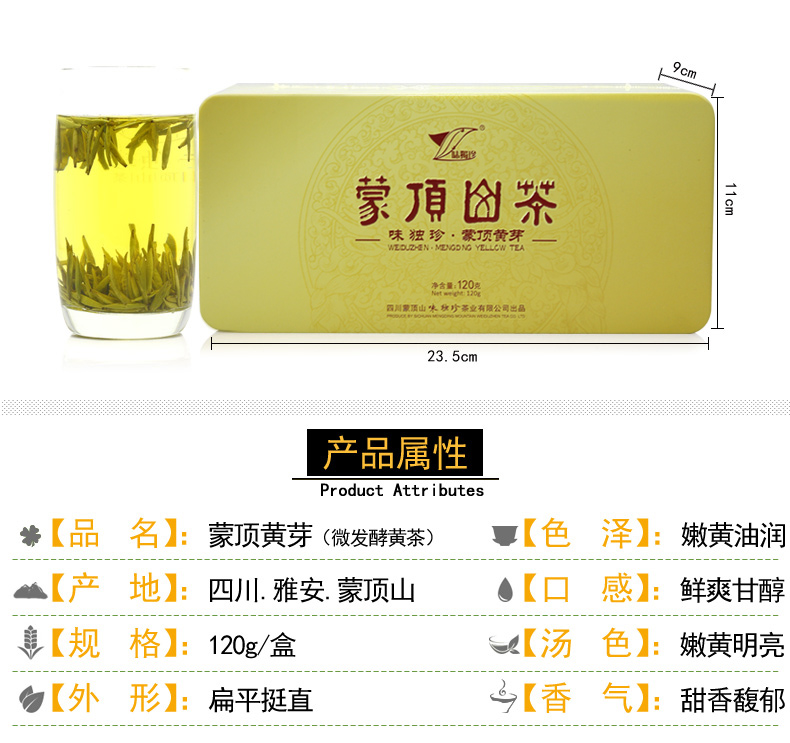 9cm
味獨珍®
蒙頂山茶
味独珍·蒙顶黄芽
WEIDUZHEN·MENGDING YELLOW TEA
净含量:120克
Net weight: 120g
四川蒙顶山味独珍茶业有限公司出品
11cm
23.5cm
产品属性
Product Attributes
【品 名】：蒙顶黄芽（微发酵黄茶）
【色 泽】：嫩黄油润
【产 地】：四川.雅安.蒙顶山
【口 感】：鲜爽甘醇
【规 格】：120g/盒
【汤 色】：嫩黄明亮
【外 形】：扁平挺直
【香 气】：甜香馥郁